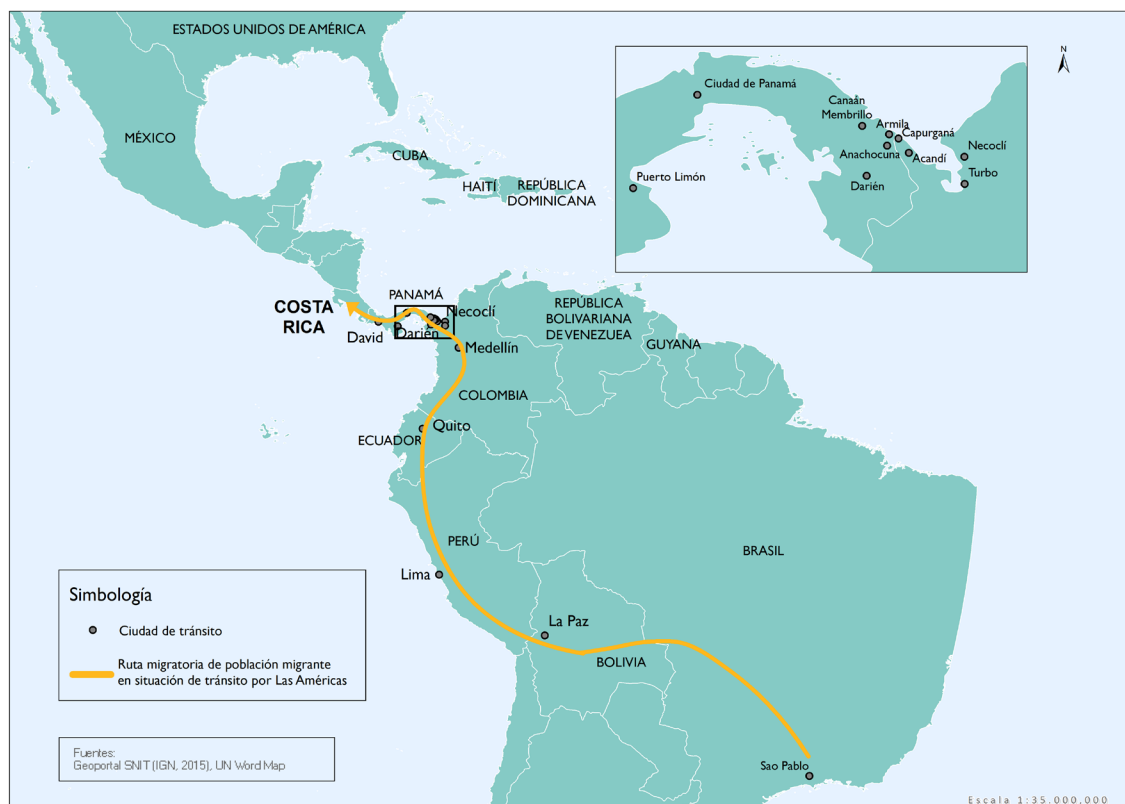 ESTADOS UNIDOS DE AMÉRICA
MÉXICO
CUBA
HAITÍ
REPÚBLICA
DOMINICANA
N
Ciudad de Panamá
Canaán
Membrillo
Armila
Capurganá
Anachocuna
Acandí
Necoclí
Turbo
Darién
Puerto Limón
PANAMÁ
COSTA
RICA
Necoclí
David
Darién
Medellín
REPÚBLICA
BOLIVARIANA
DE VENEZUEA
GUYANA
COLOMBIA
Quito
ECUADOR
PERÚ
BRASIL
Lima
La Paz
BOLIVIA
Sao Pablo
Simbología
Ciudad de tránsito
Ruta migratoria de población migrante
en situación de tránsito por Las Américas
Fuentes:
Geoportal SNIT (IGN, 2015), UN Word Map
Escala 1:35.000,000